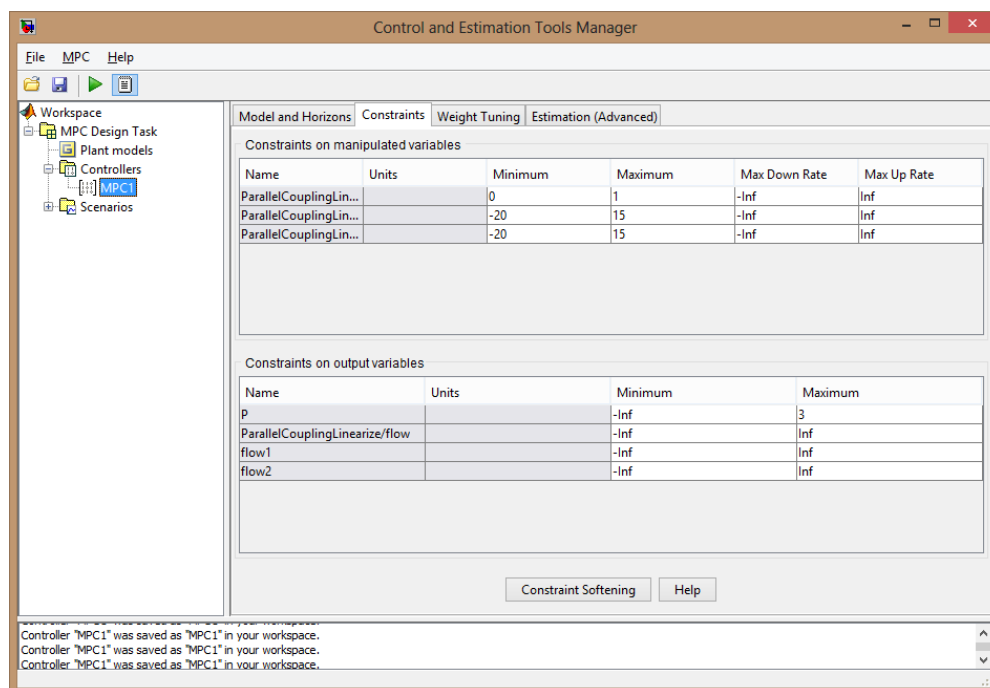 Control and Estimation Tools Manager
File MPC Help
Workspace
MPC Design Task
Plant models
Controllers
MPC1
Scenarios
Model and Horizons Constraints Weight Tuning Estimation (Advanced)
Constraints on manipulated variables
Name Units Minimum Maximum Max Down Rate Max Up Rate
ParallelCouplingLin... 0 1 -Inf Inf
ParallelCouplingLin... -20 15 -Inf Inf
ParallelCouplingLin... -20 15 -Inf Inf
Constraints on output variables
Name Units Minimum Maximum
P -Inf 3
ParallelCouplingLinearize/flow -Inf Inf
flow1 -Inf Inf
flow2 -Inf Inf
Constraint Softening Help
Controller "MPC1" was saved as "MPC1" in your workspace.
Controller "MPC1" was saved as "MPC1" in your workspace.
Controller "MPC1" was saved as "MPC1" in your workspace.